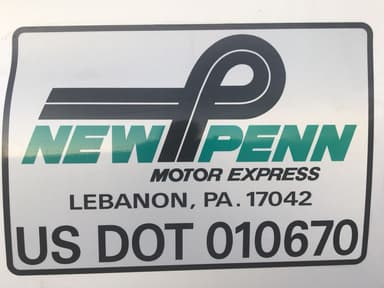 NEW PENN
MOTOR EXPRESS
LEBANON, PA. 17042
US DOT 010670